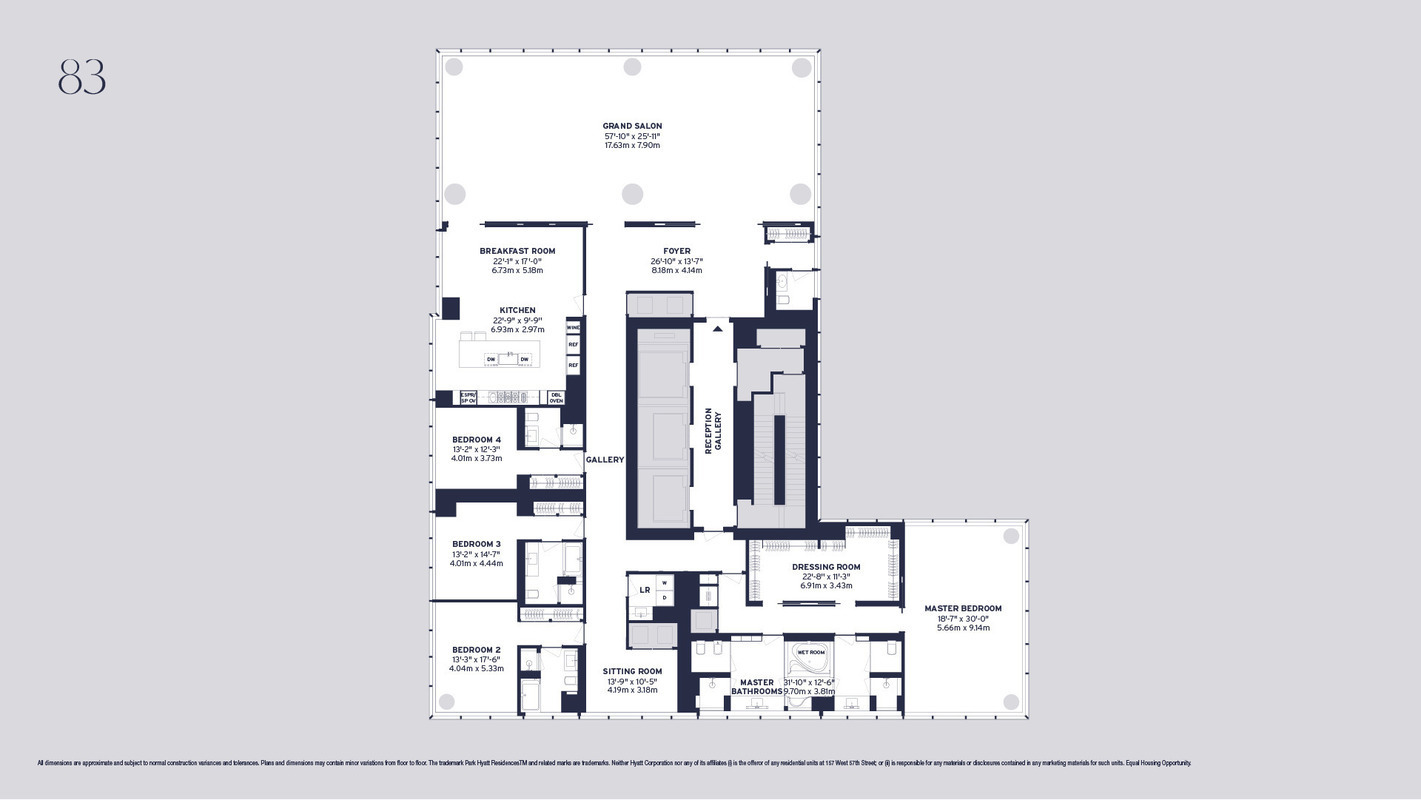 83
GRAND SALON
57'-10" x 25'-11"
17.63m x 7.90m
BREAKFAST ROOM
22'-1" x 17'-0"
6.73m x 5.18m
FOYER
26'-10" x 13'-7"
8.18m x 4.14m
KITCHEN
22'-9" x 9'-9"
6.93m x 2.97m
WINE
REF
REF
DW
DW
ESPR/
SP OV
DBL
OVEN
RECEPTION
GALLERY
BEDROOM 4
13'-2" x 12'-3"
4.01m x 3.73m
GALLERY
BEDROOM 3
13'-2" x 14'-7"
4.01m x 4.44m
LR
W
D
DRESSING ROOM
22'-8" x 11'-3"
6.91m x 3.43m
MASTER BEDROOM
18'-7" x 30'-0"
5.66m x 9.14m
BEDROOM 2
13'-3" x 17'-6"
4.04m x 5.33m
SITTING ROOM
13'-9" x 10'-5"
4.19m x 3.18m
WET ROOM
MASTER
BATHROOMS
31'-10" x 12'-6"
9.70m x 3.81m
All dimensions are approximate and subject to normal construction variances and tolerances. Plans and dimensions may contain minor variations from floor to floor. The trademark Park Hyatt ResidencesTM and related marks are trademarks. Neither Hyatt Corporation nor any of its affiliates (i) is the offeror of any residential units at 157 West 57th Street; or (ii) is responsible for any materials or disclosures contained in any marketing materials for such units. Equal Housing Opportunity.